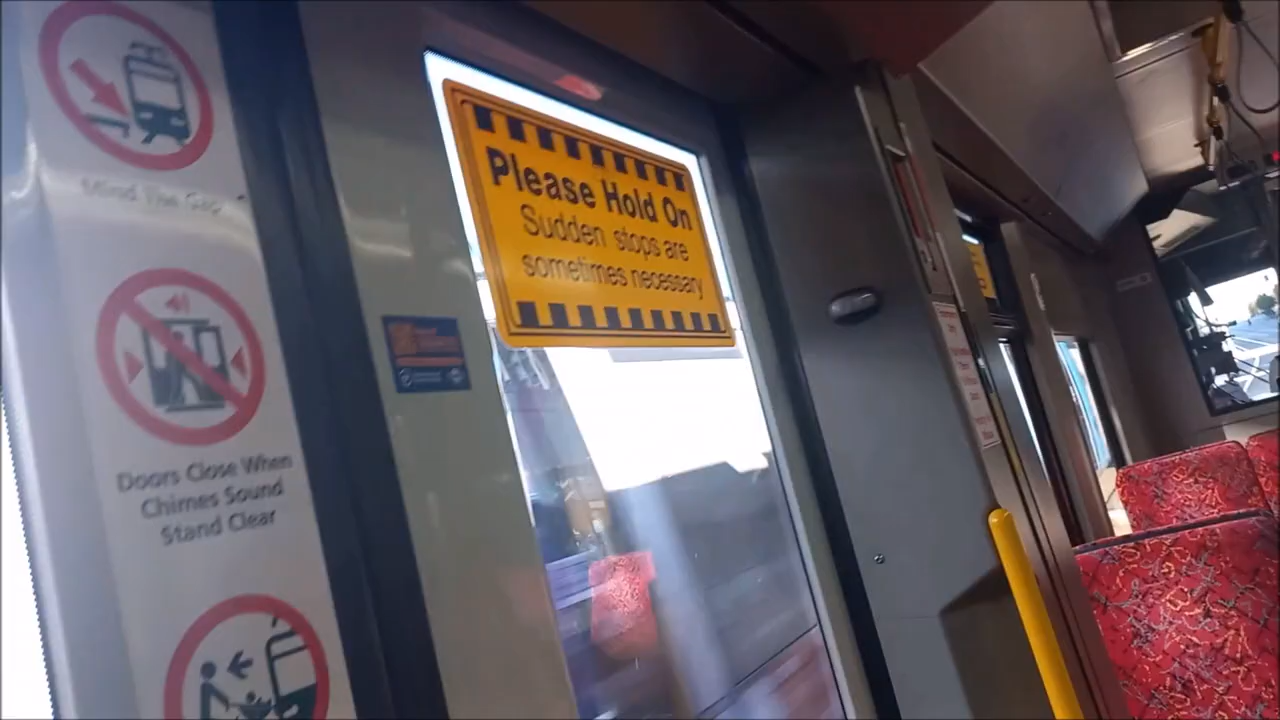 Mind The Gap
Doors Close When
Chimes Sound
Stand Clear
Please Hold On
Sudden stops are
sometimes necessary